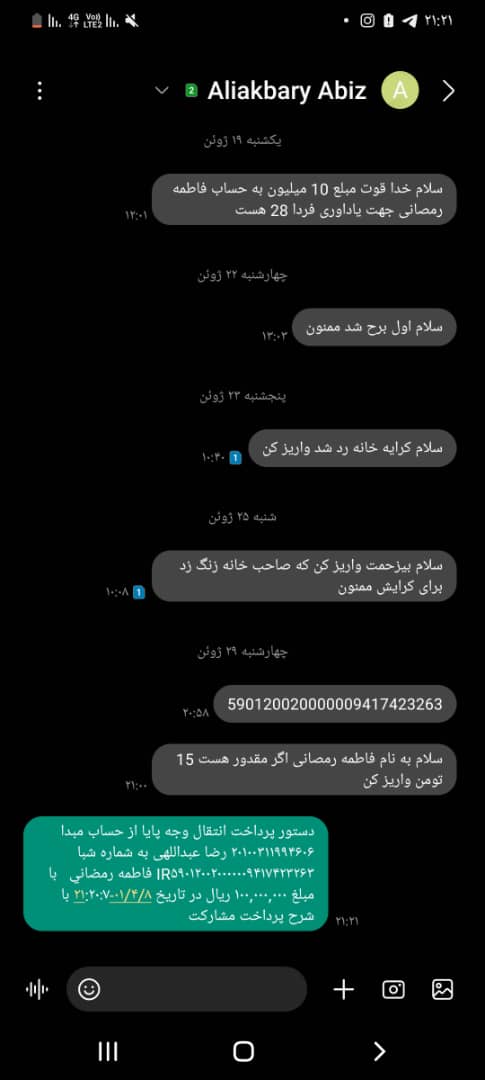 ۲۱:۲۱
Aliakbary Abiz
A
2
یکشنبه ۱۹ ژوئن
سلام خدا قوت مبلغ 10 میلیون به حساب فاطمه
رمصانی جهت یاداوری فردا 28 هست
۱۲:۰۱
چهارشنبه ۲۲ ژوئن
سلام اول برح شد ممنون
۱۳:۰۳
پنجشنبه ۲۳ ژوئن
سلام کرایه خانه رد شد واریز کن
1
۱۰:۴۰
شنبه ۲۵ ژوئن
سلام بیزحمت واریز کن که صاحب خانه زنگ زد
برای کرایش ممنون
1
۱۰:۰۸
چهارشنبه ۲۹ ژوئن
590120020000009417423263
۲۰:۵۸
سلام به نام فاطمه رمصانی اگر مقدور هست 15
تومن واریز کن
۲۱:۰۰
دستور پرداخت انتقال وجه پایا از حساب مبدا
۲۰۱۰۰۳۱۱۹۹۴۶۰۶ رضا عبداللهی به شماره شبا
IR۵۹۰۱۲۰۰۲۰۰۰۰۰۰۹۴۱۷۴۲۳۲۶۳ فاطمه رمضاني با
مبلغ ۱۰۰,۰۰۰,۰۰۰ ریال در تاریخ ۰۱/۴/۸-۲۱:۲۰:۷ با
شرح پرداخت مشارکت
۲۱:۲۱